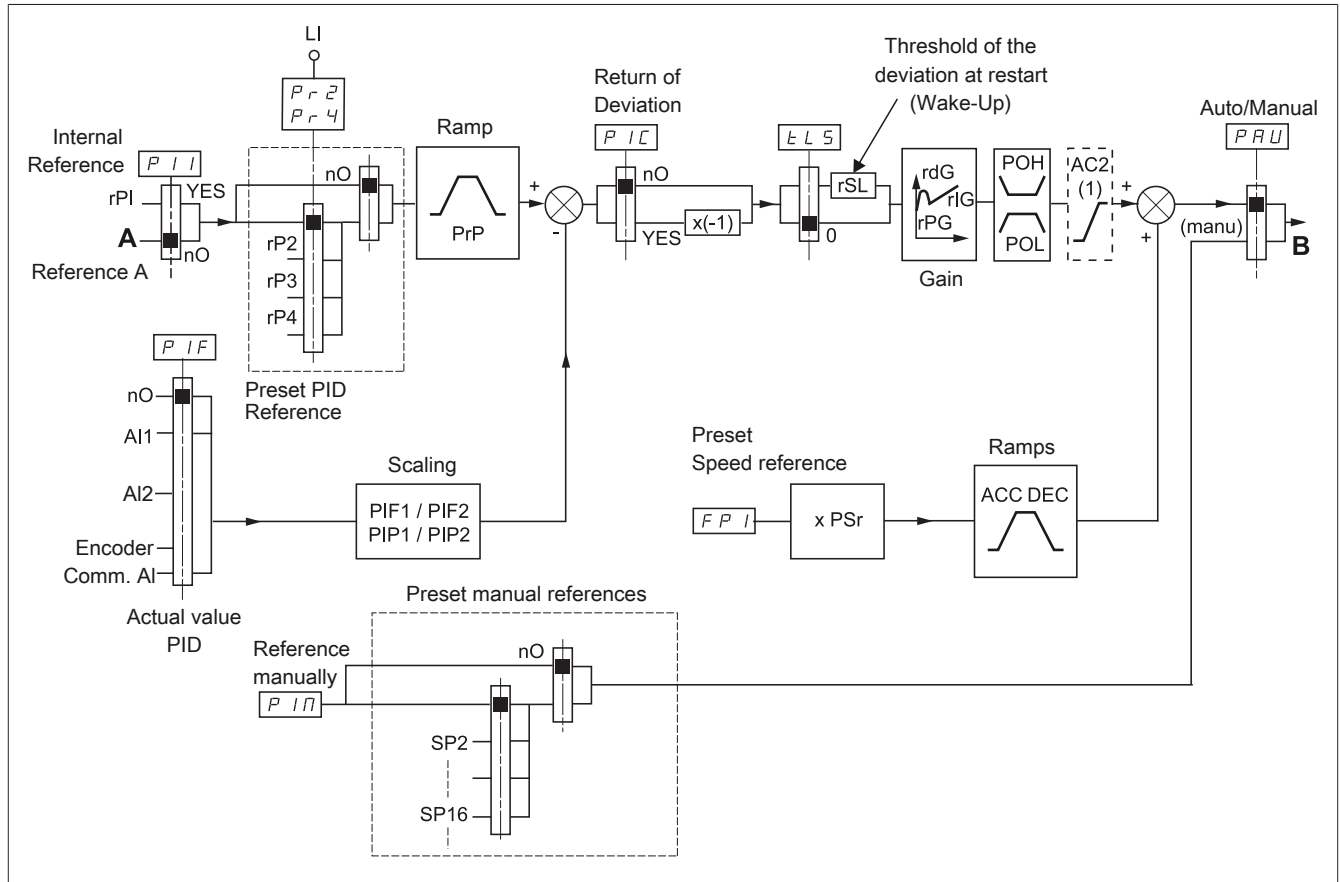 LI
Pr2
Pr4
Internal
Reference
PII
YES
rPI
A
nO
Reference A
rP2
rP3
rP4
nO
Preset PID
Reference
Ramp
PrP
+
-
Return of
Deviation
PIC
nO
YES
x(-1)
tLS
0
Threshold of the
deviation at restart
(Wake-Up)
rSL
rdG
rIG
rPG
Gain
POH
POL
AC2
(1)
+
+
(manu)
Auto/Manual
PAU
B
PIF
nO
AI1
AI2
Encoder
Comm. AI
Actual value
PID
Scaling
PIF1 / PIF2
PIP1 / PIP2
Preset
Speed reference
FPI
x PSr
Ramps
ACC DEC
Preset manual references
Reference
manually
PIM
nO
SP2
SP16